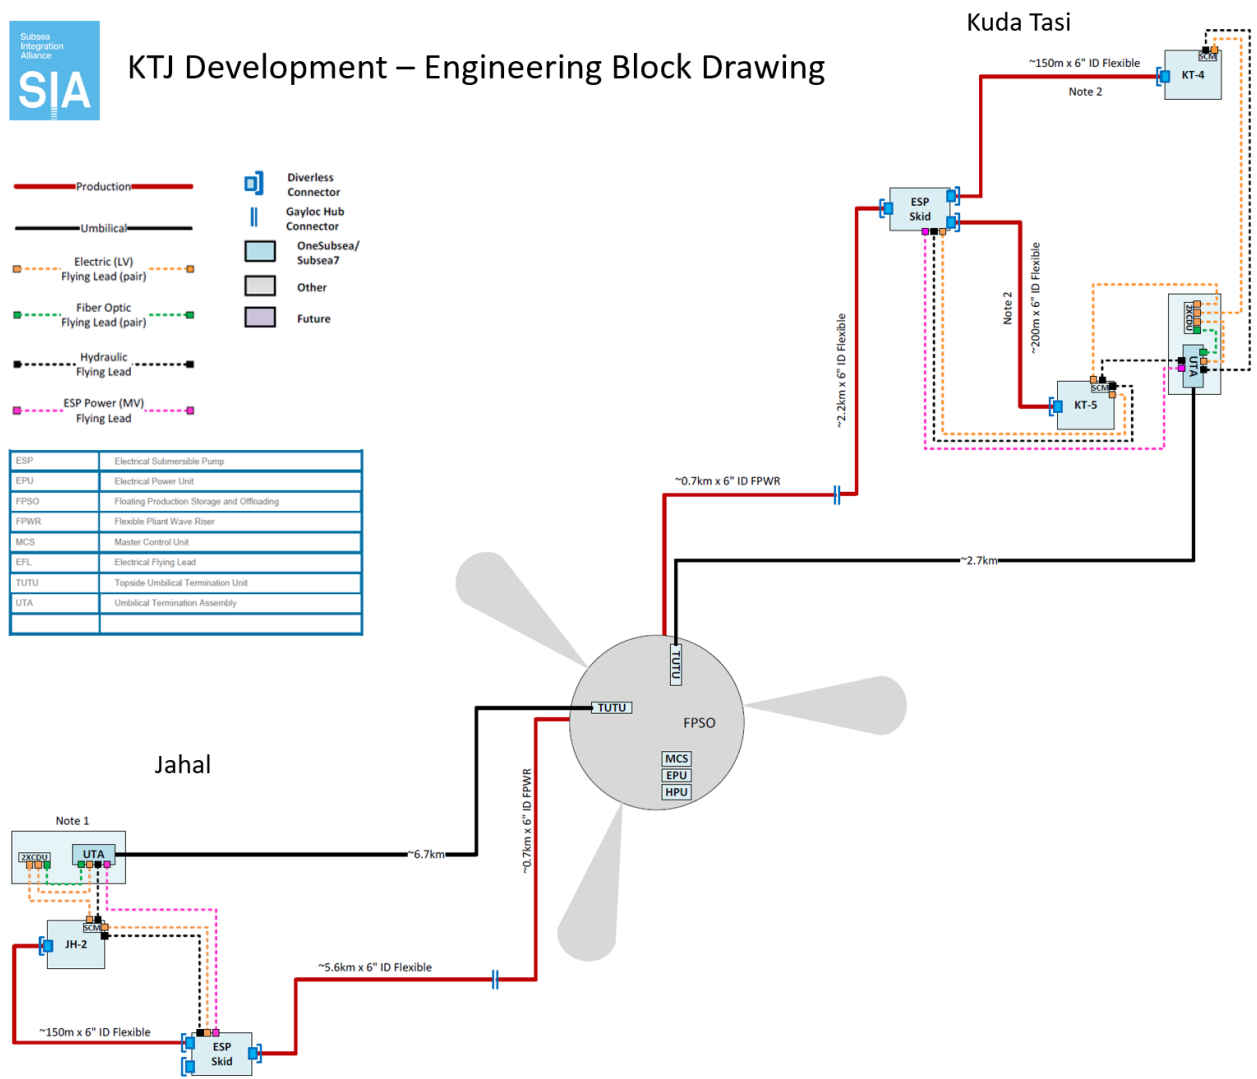 Subsea
Integration
Alliance
SIA
KTJ Development – Engineering Block Drawing
Kuda Tasi
Production
Umbilical
Electric (LV)
Flying Lead (pair)
Fiber Optic
Flying Lead (pair)
Hydraulic
Flying Lead
ESP Power (MV)
Flying Lead
Diverless
Connector
Gayloc Hub
Connector
OneSubsea/
Subsea7
Other
Future
ESP Electrical Submersible Pump
EPU Electrical Power Unit
FPSO Floating Production Storage and Offloading
FPWR Flexible Pliant Wave Riser
MCS Master Control Unit
EFL Electrical Flying Lead
TUTU Topside Umbilical Termination Unit
UTA Umbilical Termination Assembly
~150m x 6" ID Flexible
Note 2
SCM
KT-4
ESP
Skid
~2.2km x 6" ID Flexible
Note 2
~200m x 6" ID Flexible
2XCDU
UTA
SCM
KT-5
~0.7km x 6" ID FPWR
~2.7km
TUTU
TUTU
FPSO
MCS
EPU
HPU
Jahal
Note 1
2XCDU
UTA
~6.7km
~0.7km x 6" ID FPWR
SCM
JH-2
~5.6km x 6" ID Flexible
~150m x 6" ID Flexible
ESP
Skid